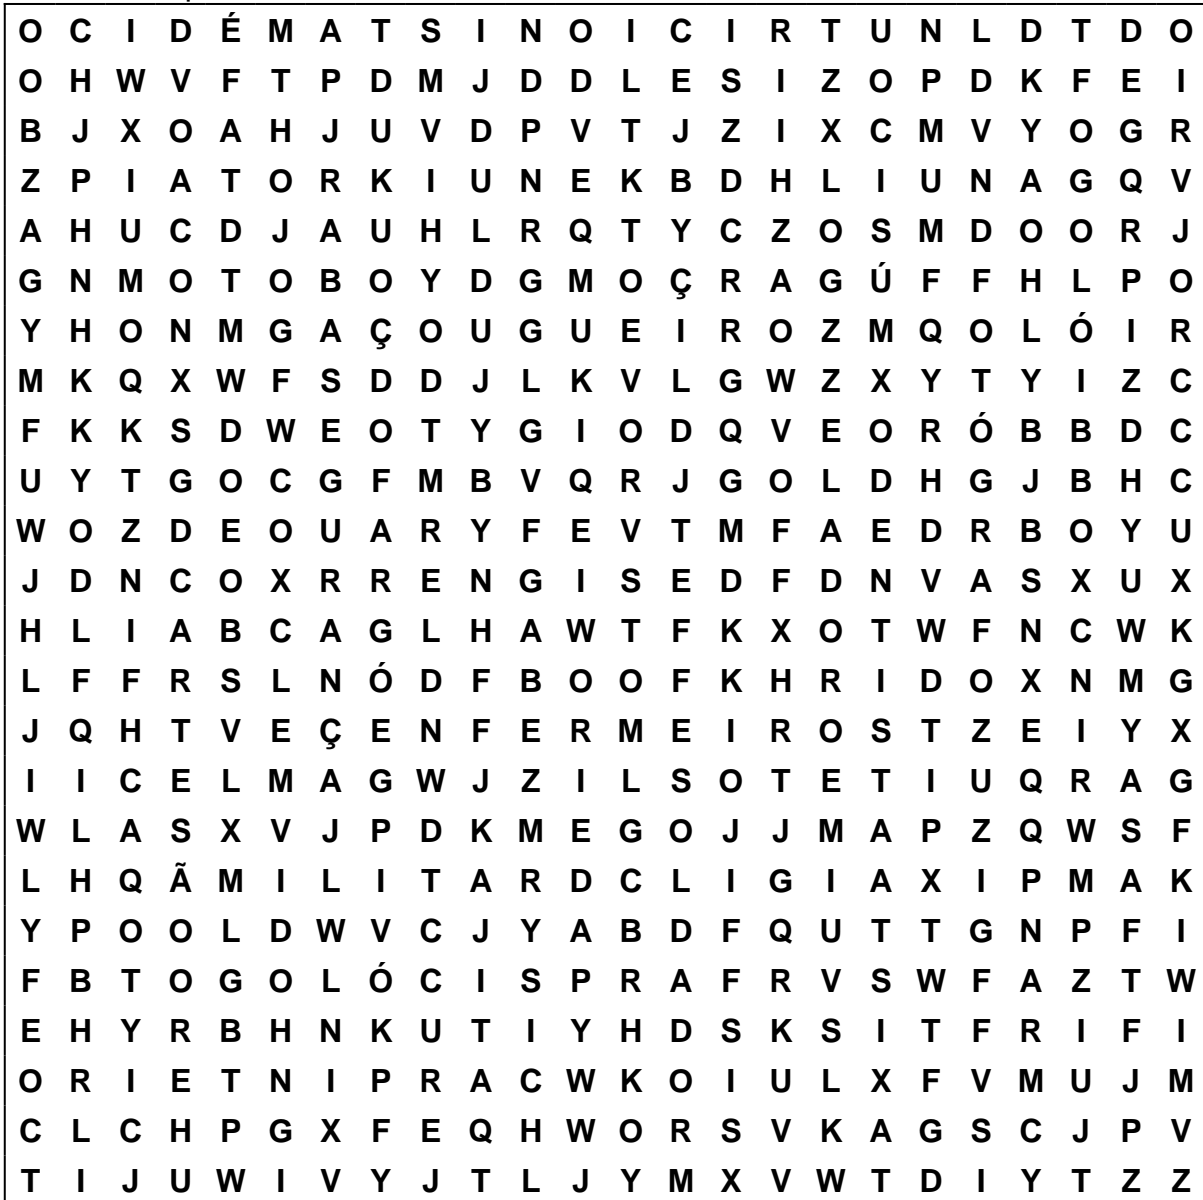 O C I D É M A T S I N O I C I R T U N L D T D O
O H W V F T P D M J D D L E S I Z O P D K F E I
B J X O A H J U V D P V T J Z I X C M V Y O G R
Z P I A T O R K I U N E K B D H L I U N A G Q V
A H U C D J A U H L R Q T Y C Z O S M D O O R J
G N M O T O B O Y D G M O Ç R A G Ú F F H L P O
Y H O N M G A Ç O U G U E I R O Z M Q O L Ó I R
M K Q X W F S D D J L K V L G W Z X Y T Y I Z C
F K K S D W E O T Y G I O D Q V E O R Ó B B D C
U Y T G O C G F M B V Q R J G O L D H G J B H C
W O Z D E O U A R Y F E V T M F A E D R B O Y U
J D N C O X R R E N G I S E D F D N V A S X U X
H L I A B C A G L H A W T F K X O T W F N C W K
L F F R S L N Ó D F B O O F K H R I D O X N M G
J Q H T V E Ç E N F E R M E I R O S T Z E I Y X
I I C E L M A G W J Z I L S O T E T I U Q R A G
W L A S X V J P D K M E G O J J M A P Z Q W S F
L H Q Ã M I L I T A R D C L I G I A X I P M A K
Y P O O L D W V C J Y A B D F Q U T T G N P F I
F B T O G O L Ó C I S P R A F R V S W F A Z T W
E H Y R B H N K U T I Y H D S K S I T F R I F I
O R I E T N I P R A C W K O I U L X F V M U J M
C L C H P G X F E Q H W O R S V K A G S C J P V
T I J U W I V Y J T L J Y M X V W T D I Y T Z Z